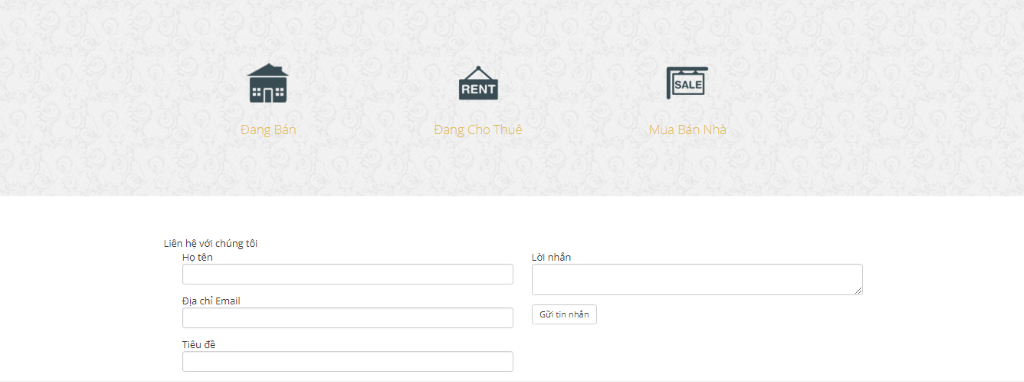 RENT
SALE
Đang Bán
Đang Cho Thuê
Mua Bán Nhà
Liên hệ với chúng tôi
Họ tên
Địa chỉ Email
Tiêu đề
Lời nhắn
Gửi tin nhắn